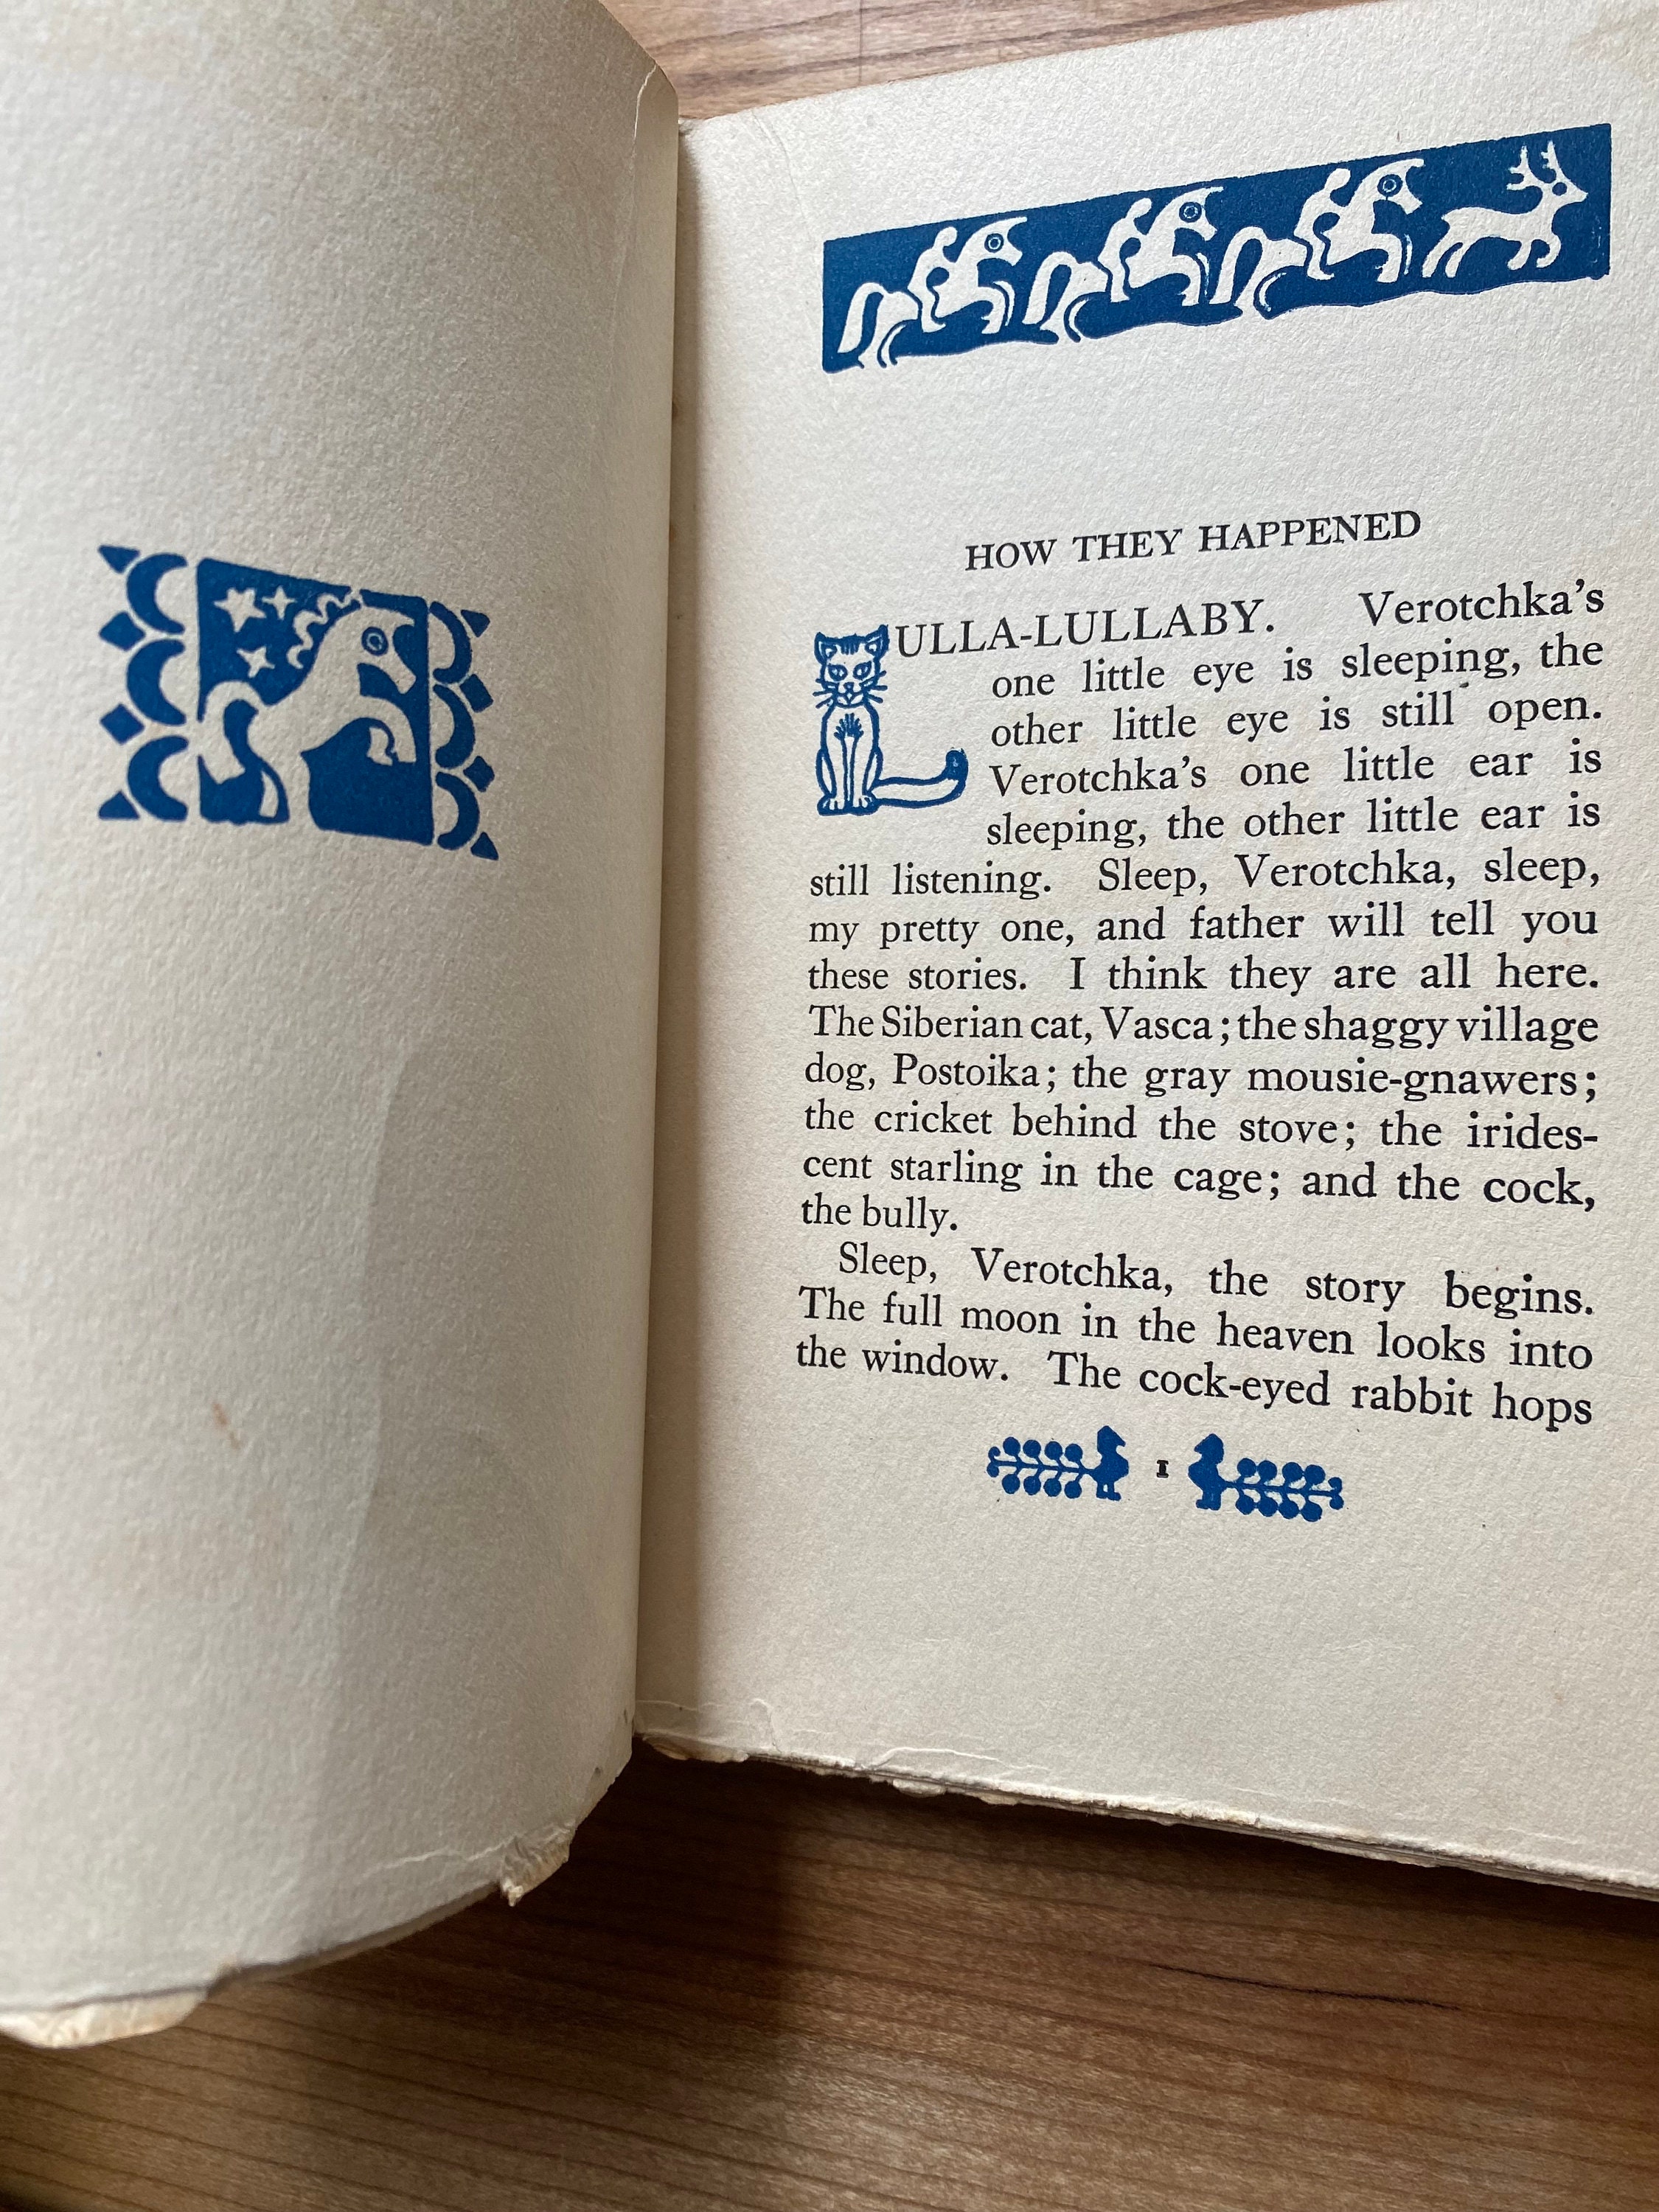 HOW THEY HAPPENED
LULLA-LULLABY. Verotchka's
one little eye is sleeping, the
other little eye is still open.
Verotchka's one little ear is
sleeping, the other little ear is
still listening. Sleep, Verotchka, sleep,
my pretty one, and father will tell you
these stories. I think they are all here.
The Siberian cat, Vasca; the shaggy village
dog, Postoika; the gray mousie-gnawers;
the cricket behind the stove; the irides-
cent starling in the cage; and the cock,
the bully.
Sleep, Verotchka, the story begins.
The full moon in the heaven looks into
the window. The cock-eyed rabbit hops
1